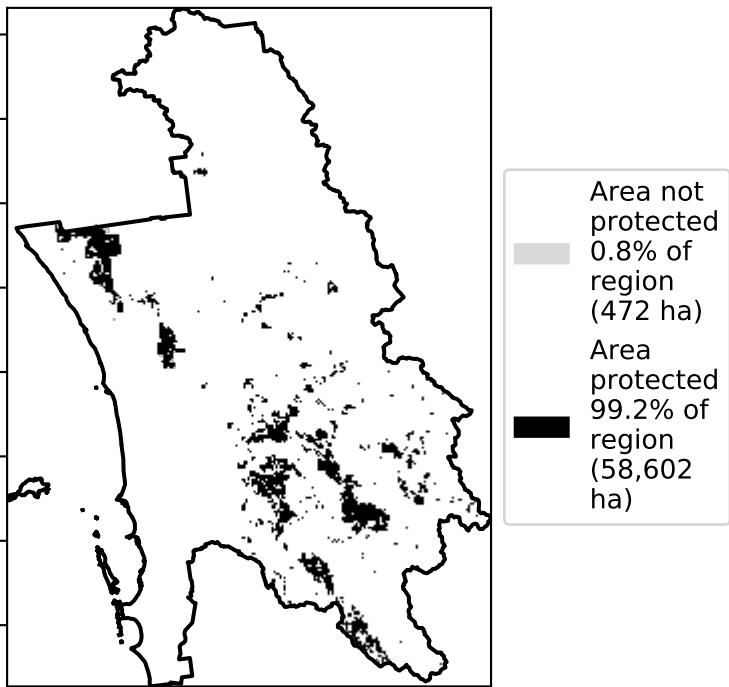 Area not
protected
0.8% of
region
(472 ha)
Area
protected
99.2% of
region
(58,602
ha)